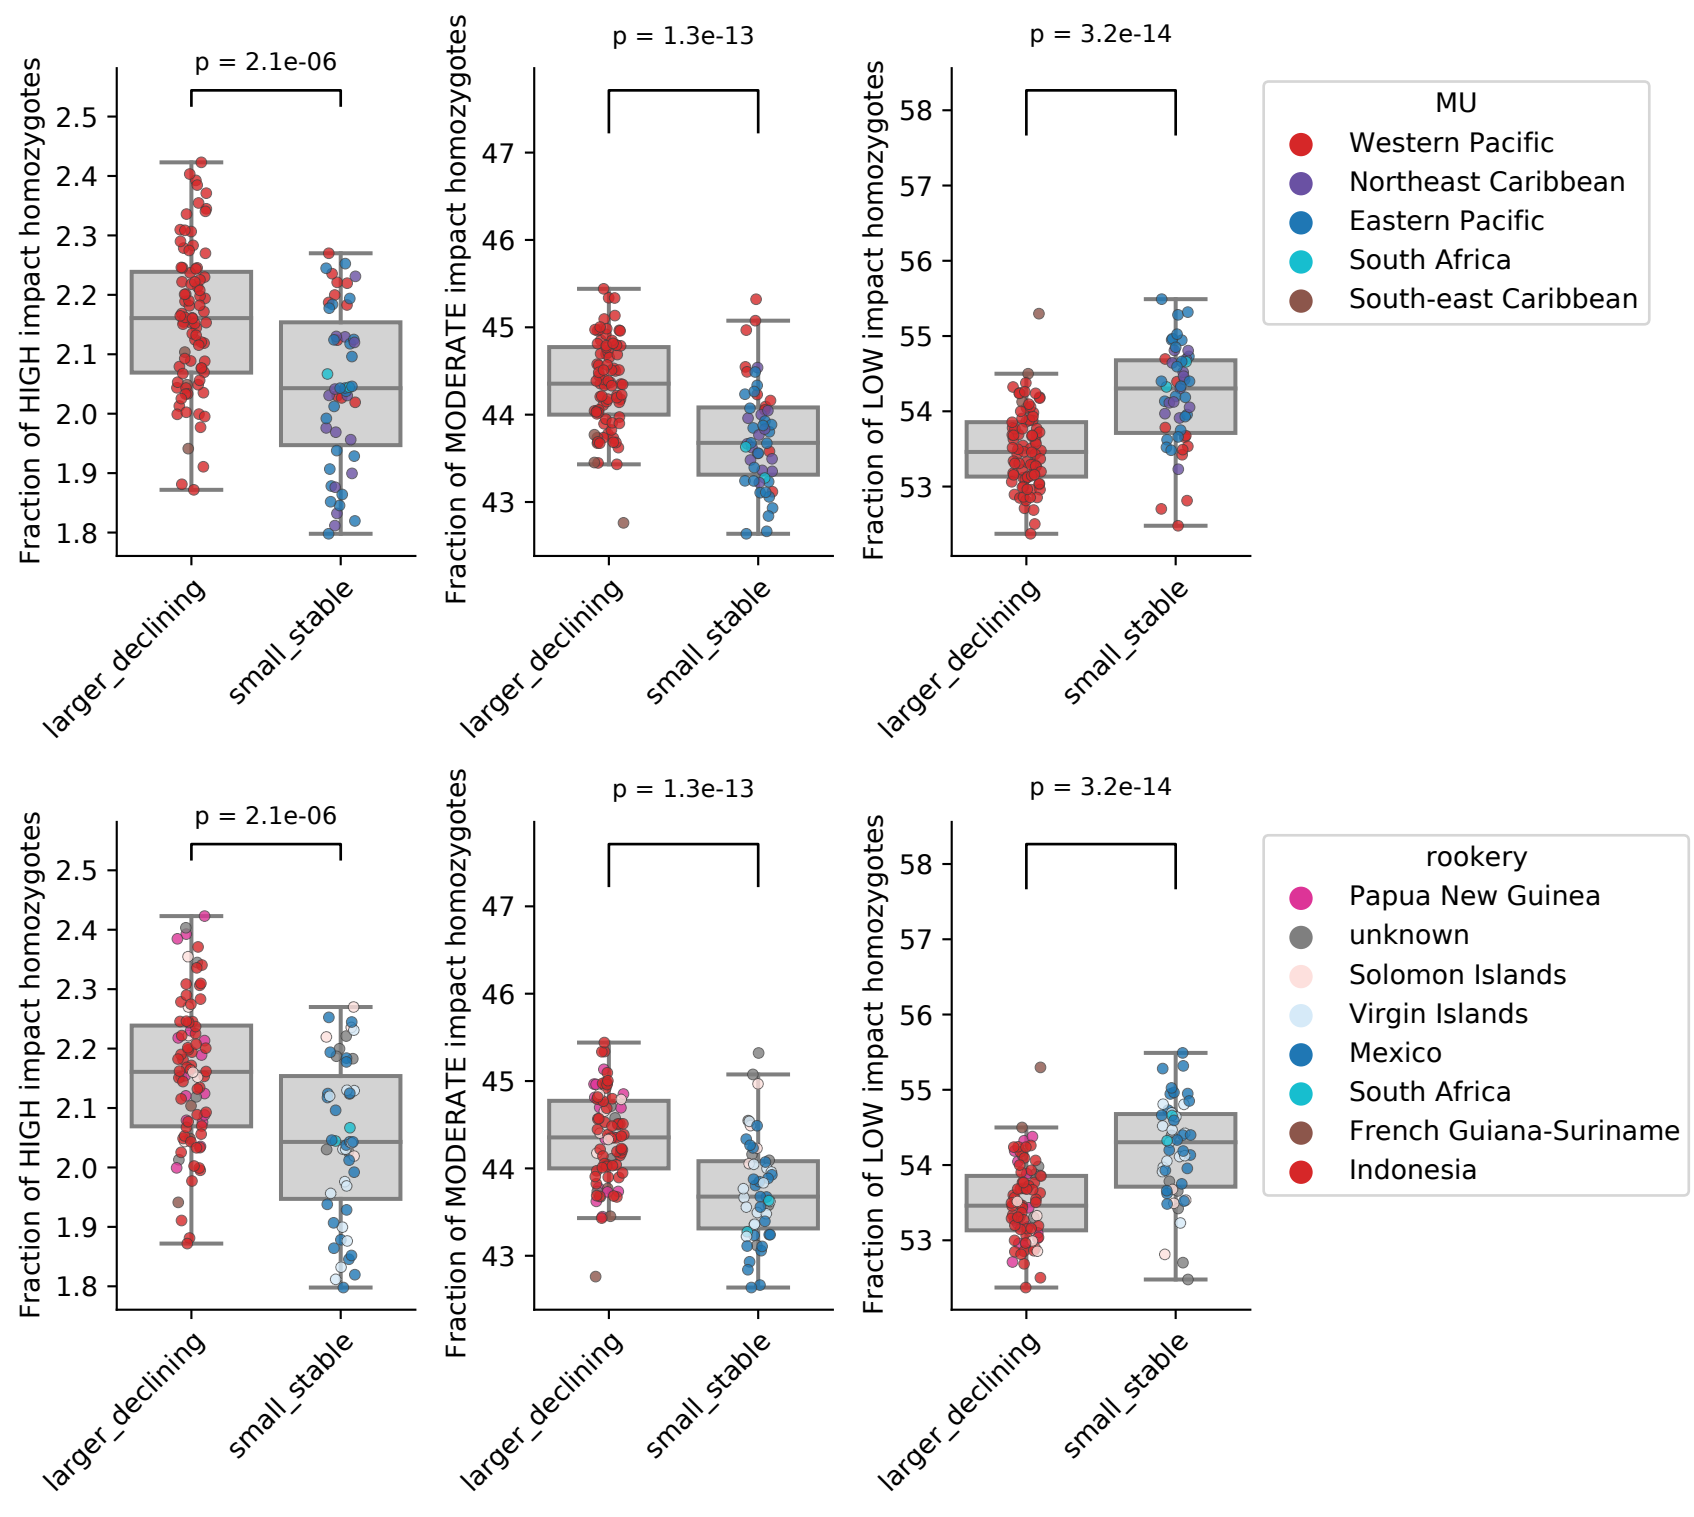 p = 2.1e-06
p = 1.3e-13
p = 3.2e-14
Fraction of HIGH impact homozygotes
2.5
2.4
2.3
2.2
2.1
2.0
1.9
1.8
larger_declining
small_stable
Fraction of MODERATE impact homozygotes
47
46
45
44
43
larger_declining
small_stable
Fraction of LOW impact homozygotes
58
57
56
55
54
53
larger_declining
small_stable
MU
Western Pacific
Northeast Caribbean
Eastern Pacific
South Africa
South-east Caribbean
p = 2.1e-06
p = 1.3e-13
p = 3.2e-14
Fraction of HIGH impact homozygotes
2.5
2.4
2.3
2.2
2.1
2.0
1.9
1.8
larger_declining
small_stable
Fraction of MODERATE impact homozygotes
47
46
45
44
43
larger_declining
small_stable
Fraction of LOW impact homozygotes
58
57
56
55
54
53
larger_declining
small_stable
rookery
Papua New Guinea
unknown
Solomon Islands
Virgin Islands
Mexico
South Africa
French Guiana-Suriname
Indonesia